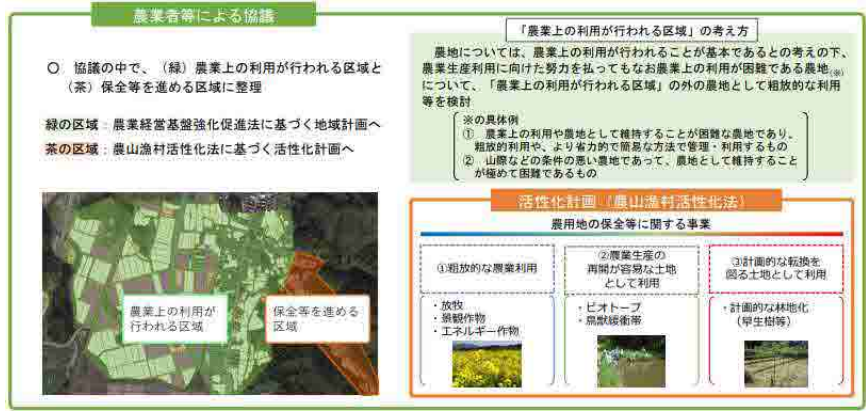 農業者等による協議
○ 協議の中で、（緑）農業上の利用が行われる区域と
（茶）保全等を進める区域に整理
緑の区域：農業経営基盤強化促進法に基づく地域計画へ
茶の区域：農山漁村活性化法に基づく活性化計画へ
農業上の利用が
行われる区域
保全等を進める
区域
「農業上の利用が行われる区域」の考え方
農地については、農業上の利用が行われることが基本であるとの考えの下、
農業生産利用に向けた努力を払ってもなお農業上の利用が困難である農地(※)
について、「農業上の利用が行われる区域」の外の農地として粗放的な利用
等を検討
※の具体例
① 農業上の利用や農地として維持することが困難な農地であり、
粗放的利用や、より省力的で簡易な方法で管理・利用するもの
② 山際などの条件の悪い農地であって、農地として維持すること
が極めて困難であるもの
活性化計画（農山漁村活性化法）
農用地の保全等に関する事業
①粗放的な農業利用
・放牧
・景観作物
・エネルギー作物
②農業生産の
再開が容易な土地
として利用
・ビオトープ
・鳥獣緩衝帯
③計画的な転換を
図る土地として利用
・計画的な林地化
（早生樹等）